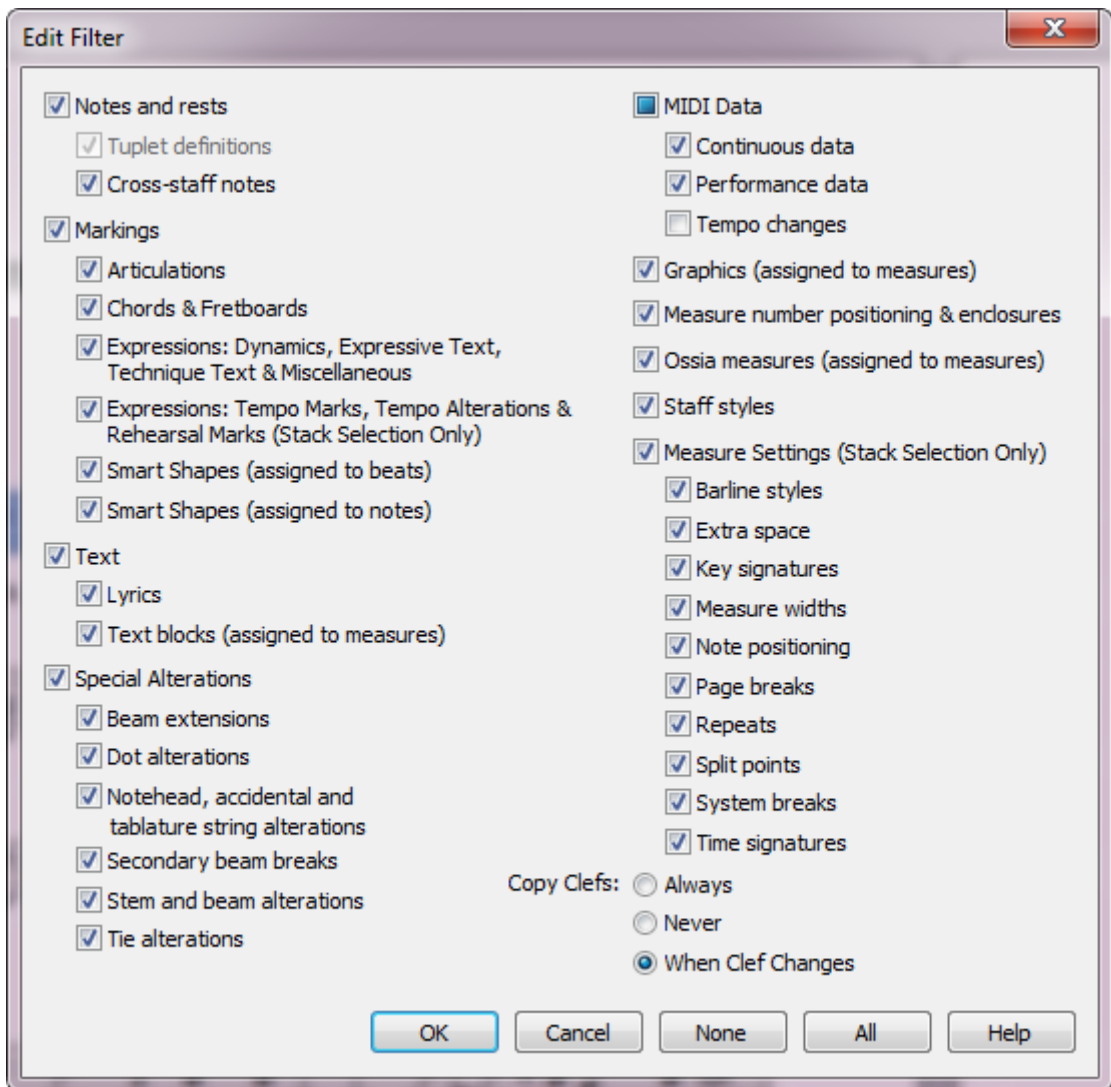 Edit Filter
Notes and rests
Tuplet definitions
Cross-staff notes
Markings
Articulations
Chords & Fretboards
Expressions: Dynamics, Expressive Text,
Technique Text & Miscellaneous
Expressions: Tempo Marks, Tempo Alterations &
Rehearsal Marks (Stack Selection Only)
Smart Shapes (assigned to beats)
Smart Shapes (assigned to notes)
Text
Lyrics
Text blocks (assigned to measures)
Special Alterations
Beam extensions
Dot alterations
Notehead, accidental and
tablature string alterations
Secondary beam breaks
Stem and beam alterations
Tie alterations
MIDI Data
Continuous data
Performance data
Tempo changes
Graphics (assigned to measures)
Measure number positioning & enclosures
Ossia measures (assigned to measures)
Staff styles
Measure Settings (Stack Selection Only)
Barline styles
Extra space
Key signatures
Measure widths
Note positioning
Page breaks
Repeats
Split points
System breaks
Time signatures
Copy Clefs: Always
Never
When Clef Changes
OK Cancel None All Help